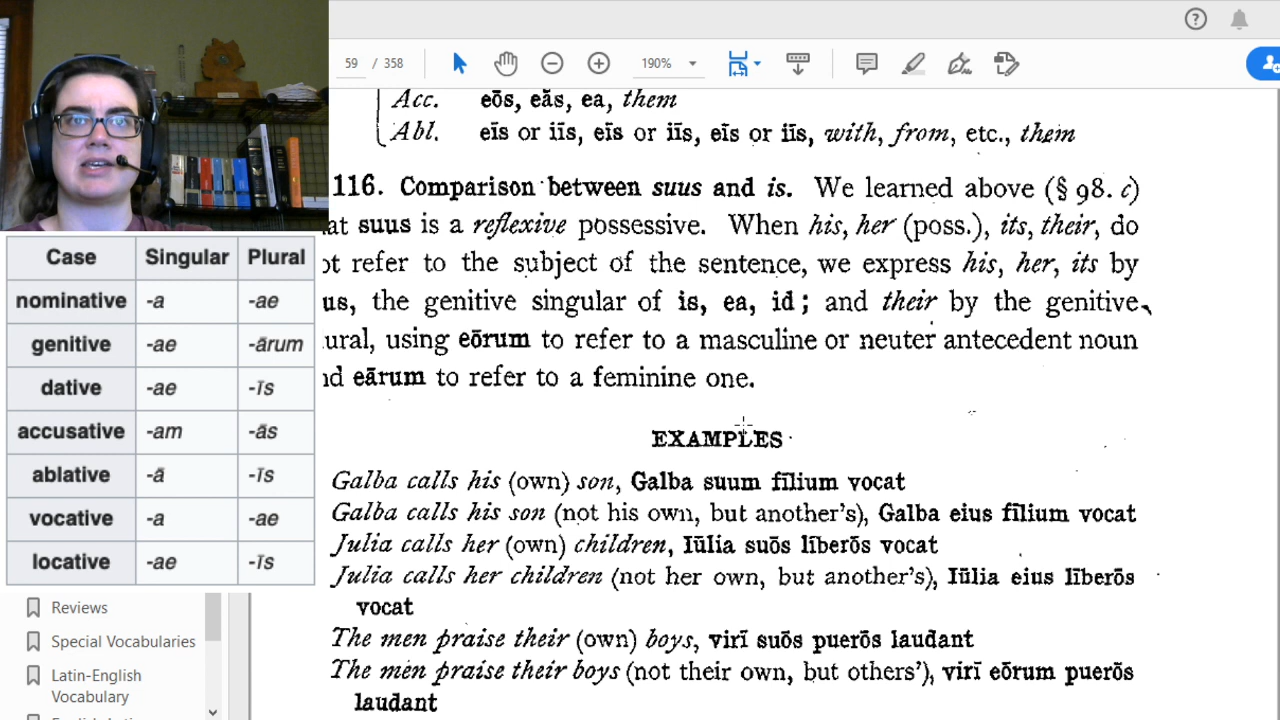 59 / 358
190%
Acc. eōs, eās, ea, them
Abl. eīs or iīs, eīs or iīs, eīs or iīs, with, from, etc., them
116. Comparison between suus and is. We learned above (§ 98. c)
at suus is a reflexive possessive. When his, her (poss.), its, their, do
ot refer to the subject of the sentence, we express his, her, its by
us, the genitive singular of is, ea, id; and their by the genitive
ural, using eōrum to refer to a masculine or neuter antecedent noun
nd eārum to refer to a feminine one.
EXAMPLES
Galba calls his (own) son, Galba suum fīlium vocat
Galba calls his son (not his own, but another's), Galba eius fīlium vocat
Julia calls her (own) children, Iūlia suōs līberōs vocat
Julia calls her children (not her own, but another's), Iūlia eius līberōs
vocat
The men praise their (own) boys, virī suōs puerōs laudant
The men praise their boys (not their own, but others'), virī eōrum puerōs
laudant
Case Singular Plural
nominative -a -ae
genitive -ae -ārum
dative -ae -īs
accusative -am -ās
ablative -ā -īs
vocative -a -ae
locative -ae -īs
Reviews
Special Vocabularies
Latin-English
Vocabulary